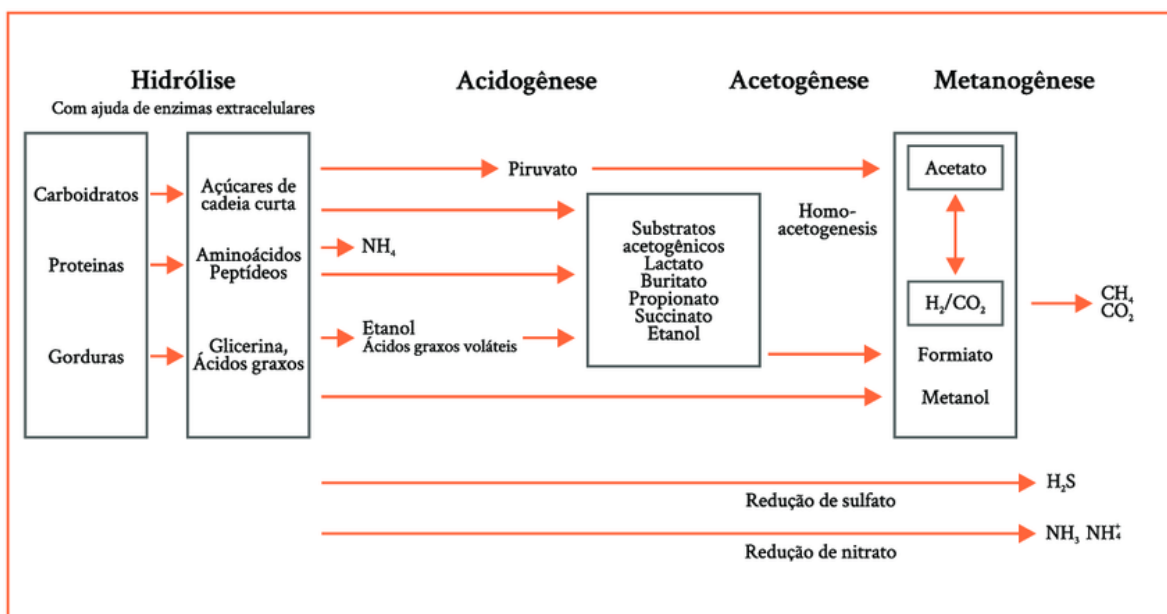 Hidrólise
Com ajuda de enzimas extracelulares
Acidogênese
Acetogênese
Metanogênese
Carboidratos
Proteinas
Gorduras
Açúcares de
cadeia curta
Aminoácidos
Peptídeos
Glicerina,
Ácidos graxos
Piruvato
NH₄
Etanol
Ácidos graxos voláteis
Substratos
acetogênicos
Lactato
Buritato
Propionato
Succinato
Etanol
Homo-
acetogenesis
Acetato
H₂/CO₂
Formiato
Metanol
CH₄
CO₂
Redução de sulfato
H₂S
Redução de nitrato
NH₃ NH₄⁺